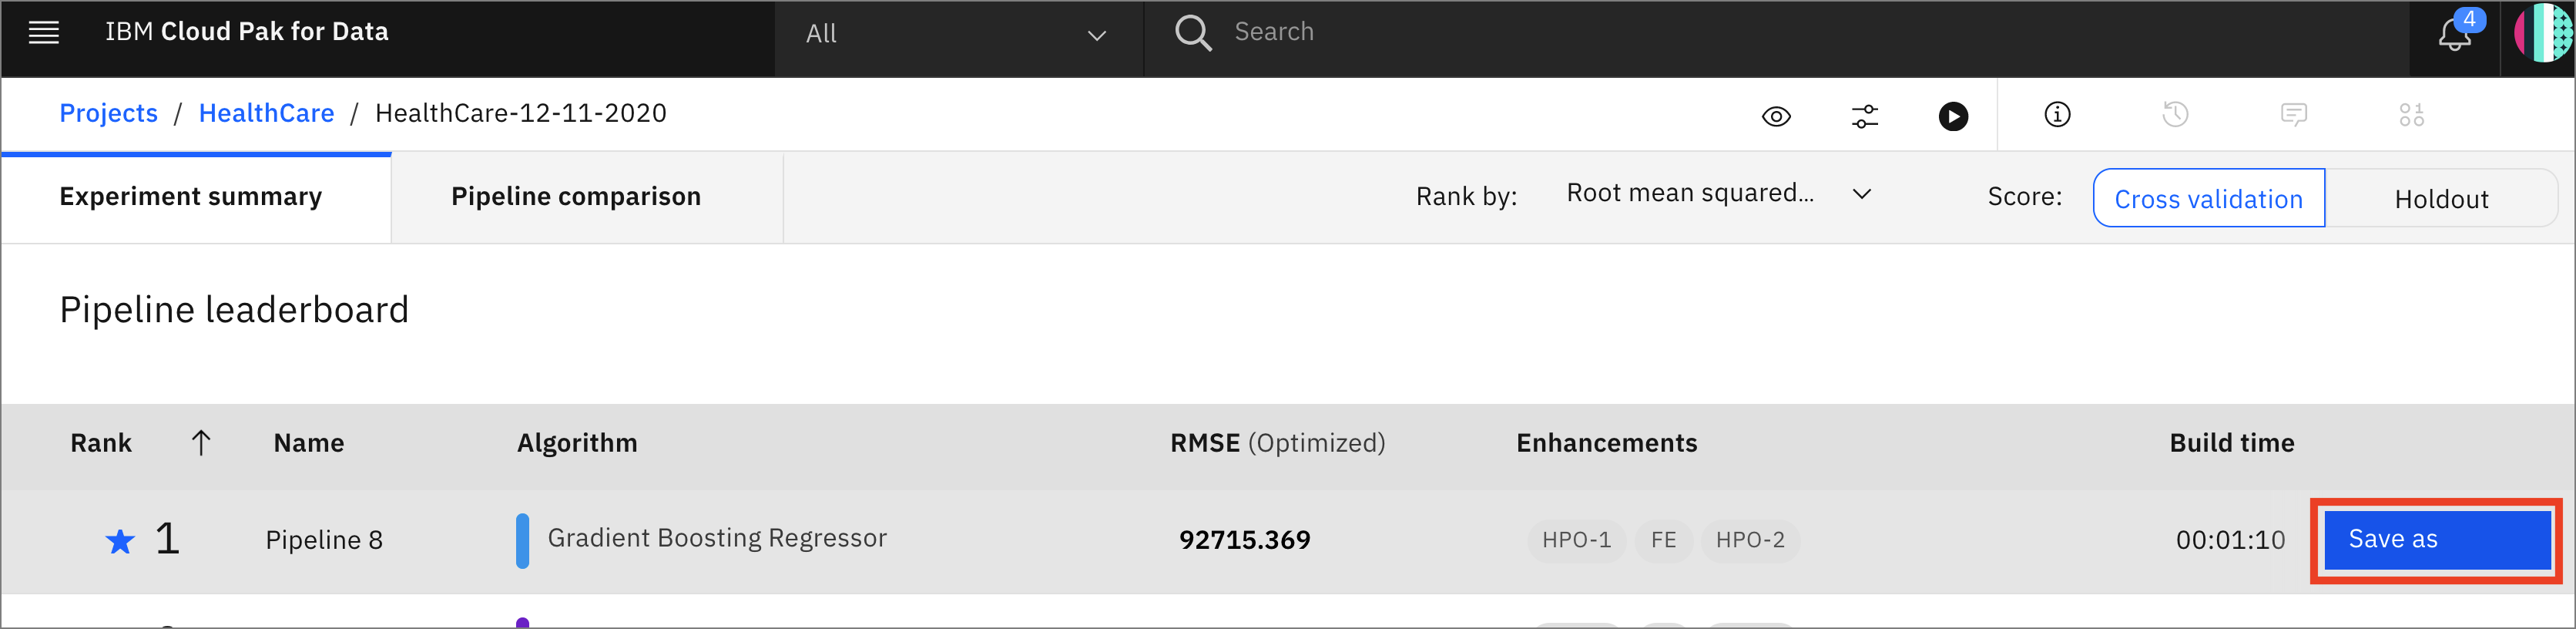 IBM Cloud Pak for Data
All
Search
4
Projects / HealthCare / HealthCare-12-11-2020
Experiment summary
Pipeline comparison
Rank by: Root mean squared...
Score: Cross validation Holdout
Pipeline leaderboard
Rank Name Algorithm RMSE (Optimized) Enhancements Build time
1 Pipeline 8 Gradient Boosting Regressor 92715.369 HPO-1 FE HPO-2 00:01:10 Save as